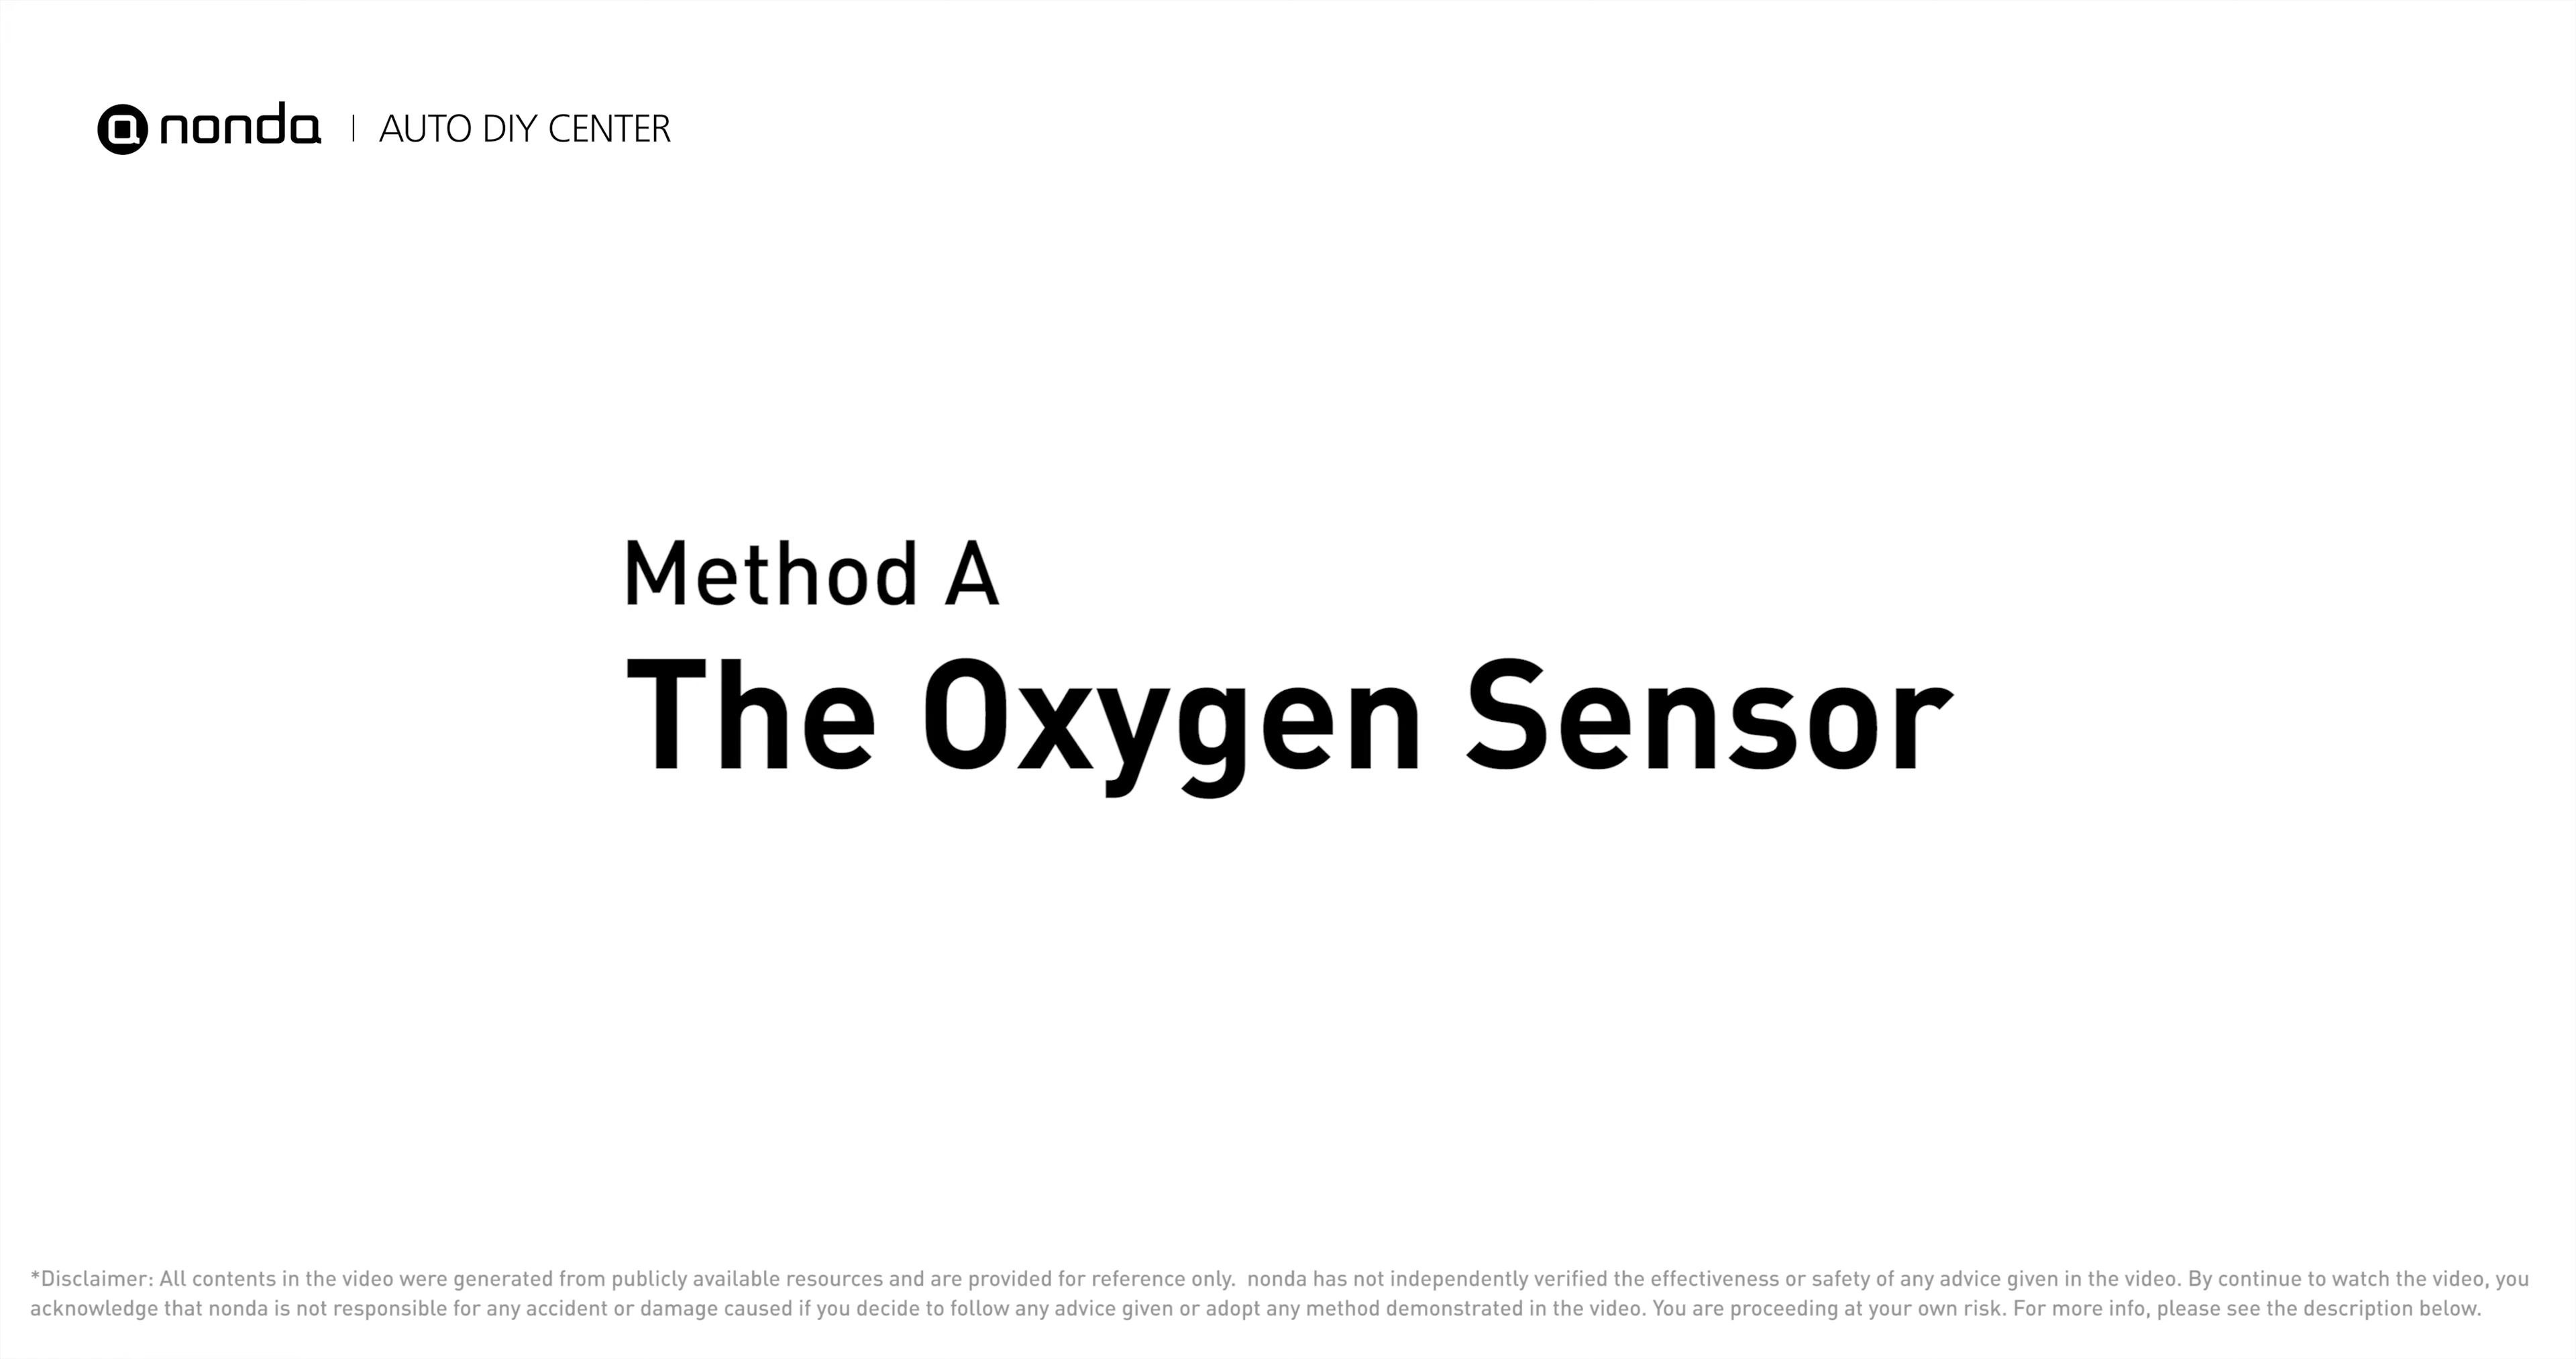 nonda | AUTO DIY CENTER
Method A
The Oxygen Sensor
*Disclaimer: All contents in the video were generated from publicly available resources and are provided for reference only. nonda has not independently verified the effectiveness or safety of any advice given in the video. By continue to watch the video, you
acknowledge that nonda is not responsible for any accident or damage caused if you decide to follow any advice given or adopt any method demonstrated in the video. You are proceeding at your own risk. For more info, please see the description below.